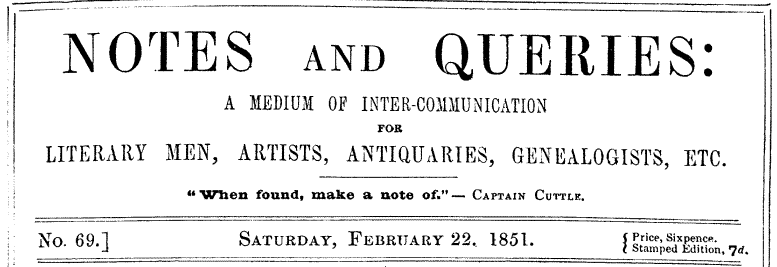 NOTES AND QUERIES:
A MEDIUM OF INTER-COMMUNICATION
FOR
LITERARY MEN, ARTISTS, ANTIQUARIES, GENEALOGISTS, ETC.
"When found, make a note of."— CAPTAIN CUTTLE.
No. 69.]
SATURDAY, FEBRUARY 22. 1851.
{ Price, Sixpence.
Stamped Edition, 7d.